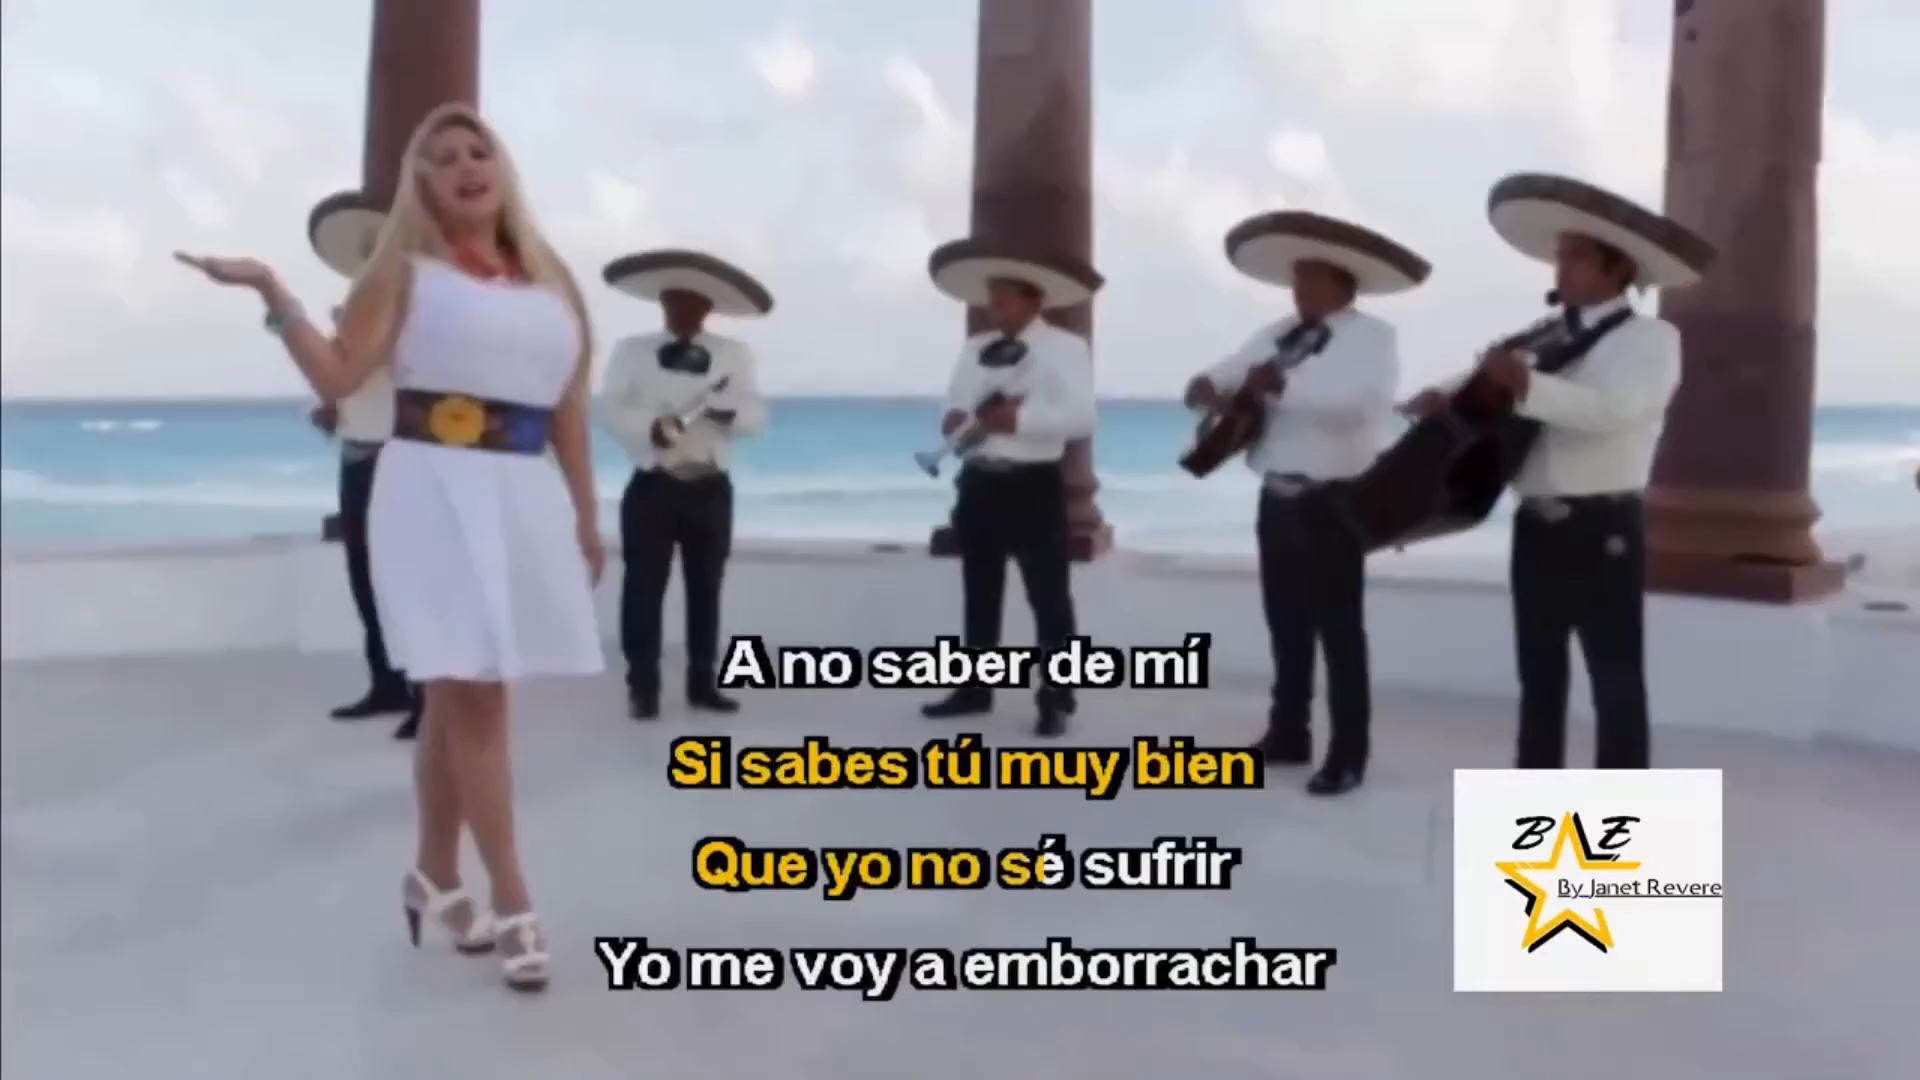 A no saber de mí
Si sabes tú muy bien
Que yo no sé sufrir
Yo me voy a emborrachar
BLE
By Janet Revere